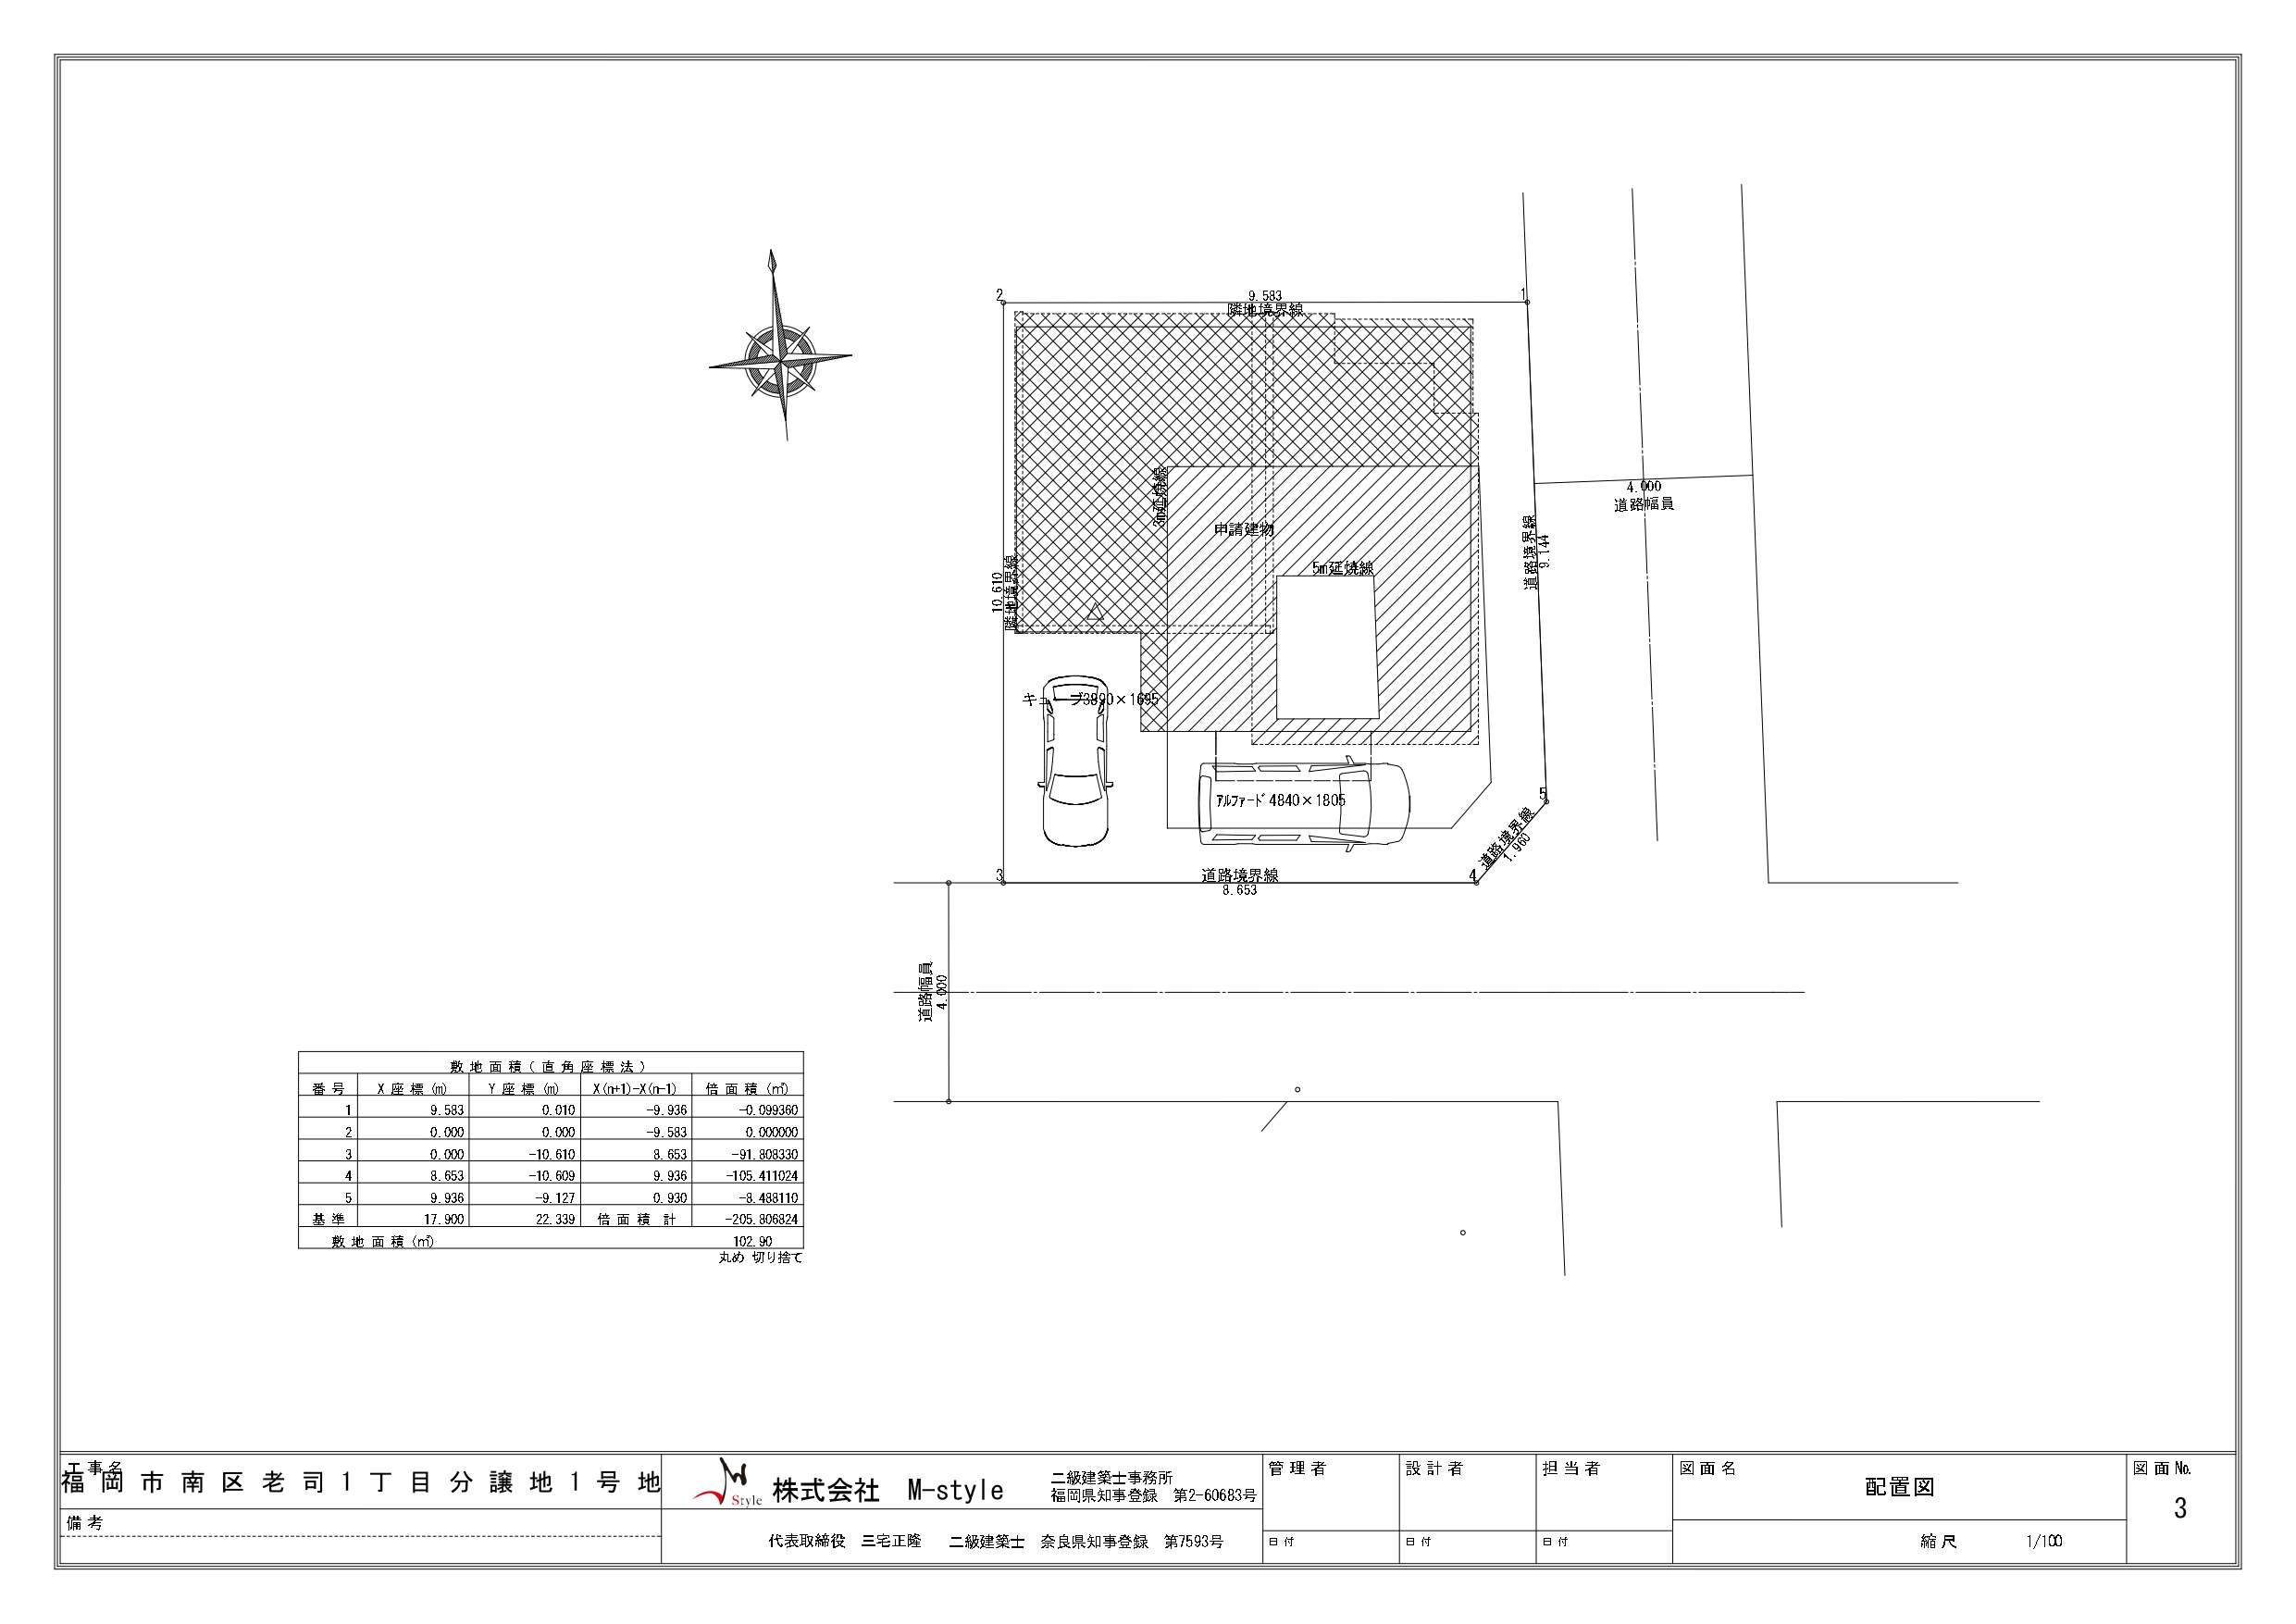 2
9.583
隣地境界線
1
4.000
道路幅員
3m延焼線
申請建物
道路境界線
9.144
5m延焼線
10.610
隣地境界線
キューブ3890×1695
アルファード4840×1805
5
道路境界線
1.960
3
道路境界線
8.653
4
道路幅員
4.000
敷地面積(直角座標法)
番号 X座標(m) Y座標(m) X(n+1)-X(n-1) 倍面積(㎡)
1 9.583 0.010 -9.936 -0.099360
2 0.000 0.000 -9.583 0.000000
3 0.000 -10.610 8.653 -91.808330
4 8.653 -10.609 9.936 -105.411024
5 9.936 -9.127 0.930 -8.488110
基準 17.900 22.339 倍面積計 -205.806824
敷地面積(㎡) 102.90
丸め 切り捨て
工事名
福岡市南区老司1丁目分譲地1号地
備考
Style
株式会社 M-style
二級建築士事務所
福岡県知事登録 第2-60683号
代表取締役 三宅正隆 二級建築士 奈良県知事登録 第7593号
管理者
日付
設計者
日付
担当者
日付
図面名
配置図
縮尺 1/100
図面No.
3